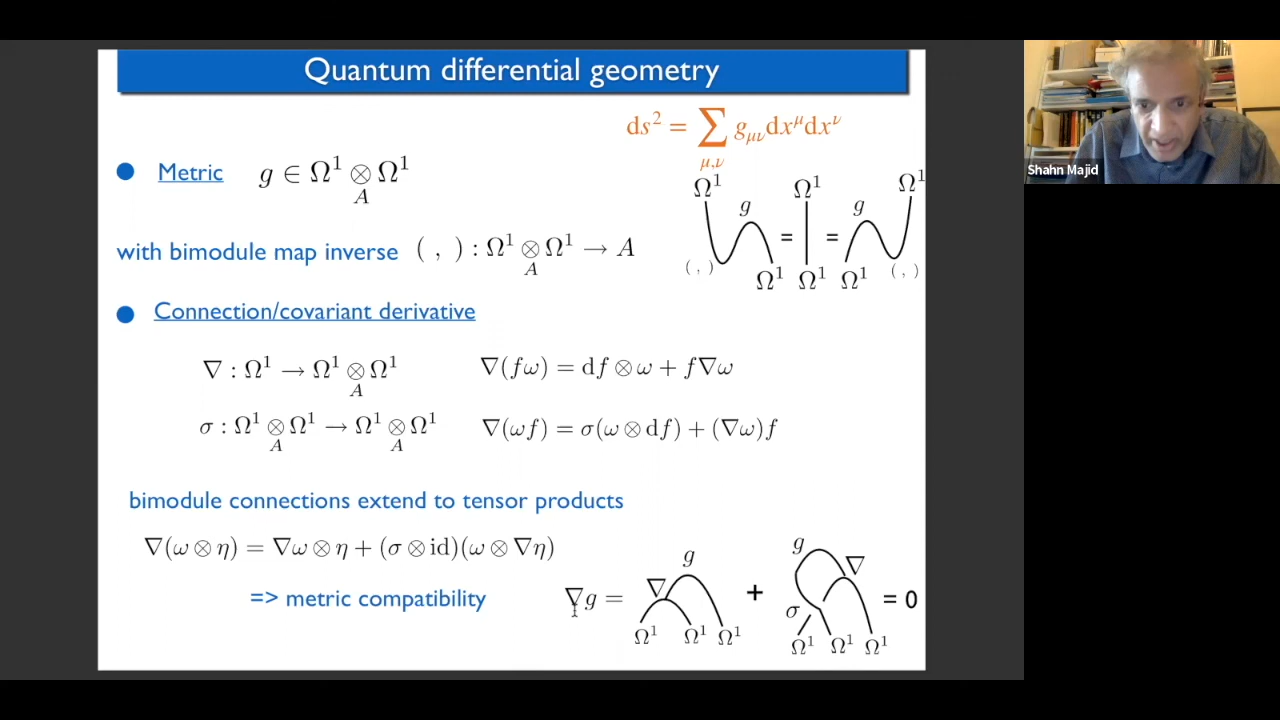 Quantum differential geometry
ds² = ∑ g_{μν}dx^μdx^ν
μ,ν
Metric g ∈ Ω¹ ⊗_A Ω¹
with bimodule map inverse ( , ) : Ω¹ ⊗_A Ω¹ → A
Ω¹ g Ω¹ g Ω¹
= =
( , ) Ω¹ Ω¹ Ω¹ ( , )
Shahn Majid
Connection/covariant derivative
∇ : Ω¹ → Ω¹ ⊗_A Ω¹ ∇(fω) = df ⊗ ω + f∇ω
σ : Ω¹ ⊗_A Ω¹ → Ω¹ ⊗_A Ω¹ ∇(ωf) = σ(ω ⊗ df) + (∇ω)f
bimodule connections extend to tensor products
∇(ω ⊗ η) = ∇ω ⊗ η + (σ ⊗ id)(ω ⊗ ∇η)
=> metric compatibility ∇g = ∇ g + g ∇ σ = 0
Ω¹ Ω¹ Ω¹ Ω¹ Ω¹ Ω¹